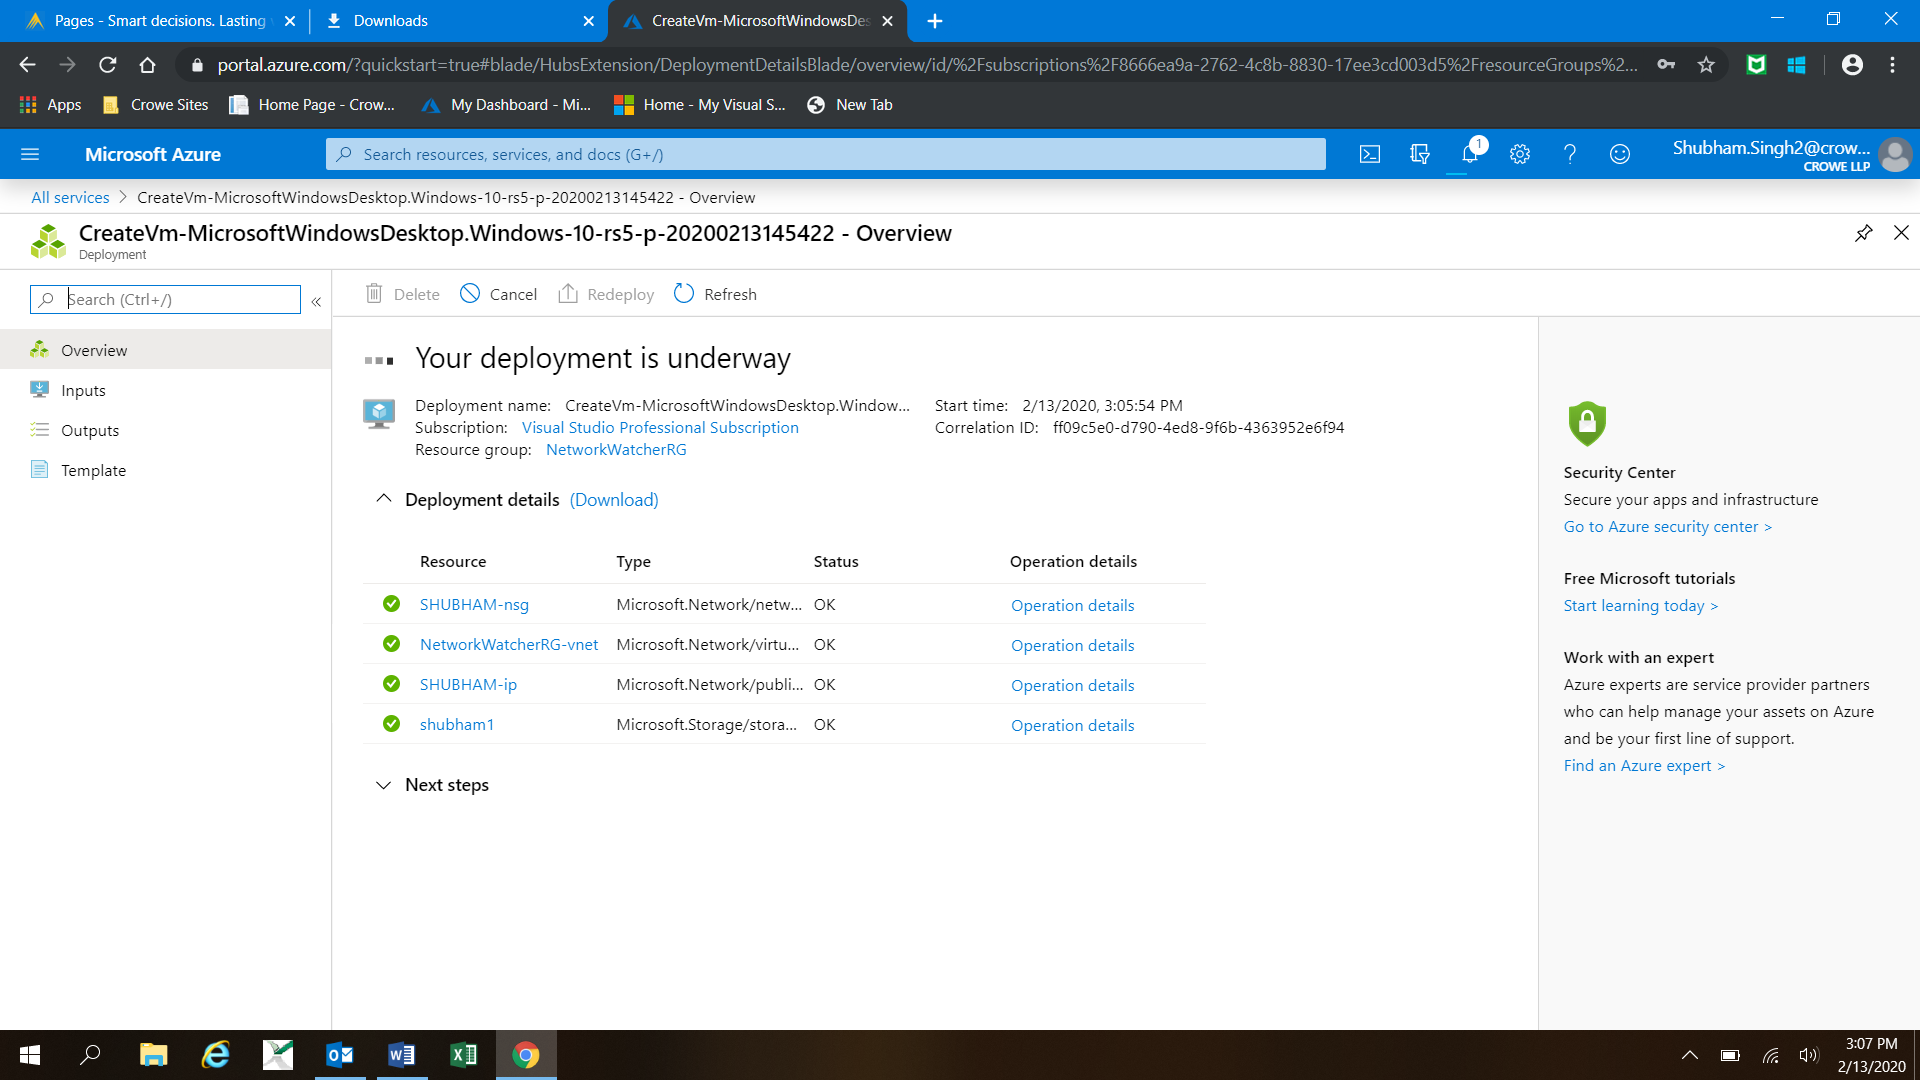 Pages - Smart decisions. Lasting
Downloads
CreateVm-MicrosoftWindowsDes
portal.azure.com/?quickstart=true#blade/HubsExtension/DeploymentDetailsBlade/overview/id/%2Fsubscriptions%2F8666ea9a-2762-4c8b-8830-17ee3cd003d5%2FresourceGroups%2...
Apps
Crowe Sites
Home Page - Crow...
My Dashboard - Mi...
Home - My Visual S...
New Tab
Microsoft Azure
Search resources, services, and docs (G+/)
1
Shubham.Singh2@crow...
CROWE LLP
All services > CreateVm-MicrosoftWindowsDesktop.Windows-10-rs5-p-20200213145422 - Overview
CreateVm-MicrosoftWindowsDesktop.Windows-10-rs5-p-20200213145422 - Overview
Deployment
Search (Ctrl+/)
«
Overview
Inputs
Outputs
Template
Delete
Cancel
Redeploy
Refresh
Your deployment is underway
Deployment name: CreateVm-MicrosoftWindowsDesktop.Window...
Subscription: Visual Studio Professional Subscription
Resource group: NetworkWatcherRG
Start time: 2/13/2020, 3:05:54 PM
Correlation ID: ff09c5e0-d790-4ed8-9f6b-4363952e6f94
Deployment details (Download)
Resource Type Status Operation details
SHUBHAM-nsg Microsoft.Network/netw... OK Operation details
NetworkWatcherRG-vnet Microsoft.Network/virtu... OK Operation details
SHUBHAM-ip Microsoft.Network/publi... OK Operation details
shubham1 Microsoft.Storage/stora... OK Operation details
Next steps
Security Center
Secure your apps and infrastructure
Go to Azure security center >
Free Microsoft tutorials
Start learning today >
Work with an expert
Azure experts are service provider partners
who can help manage your assets on Azure
and be your first line of support.
Find an Azure expert >
3:07 PM
2/13/2020